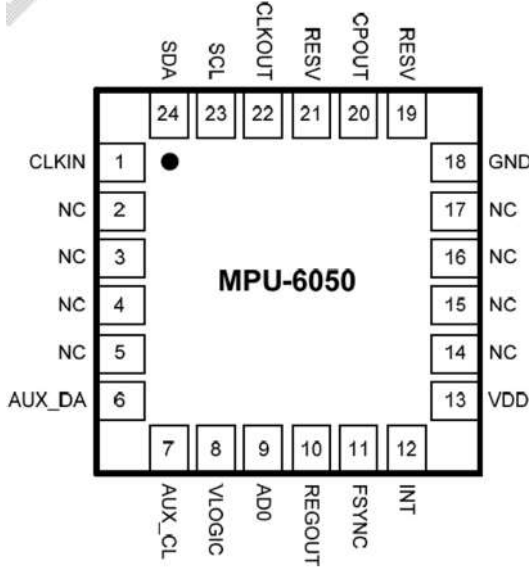 SDA
SCL
CLKOUT
RESV
CPOUT
RESV
24 23 22 21 20 19
CLKIN 1 18 GND
NC 2 17 NC
NC 3 16 NC
MPU-6050
NC 4 15 NC
NC 5 14 NC
AUX_DA 6 13 VDD
7 8 9 10 11 12
AUX_CL
VLOGIC
AD0
REGOUT
FSYNC
INT